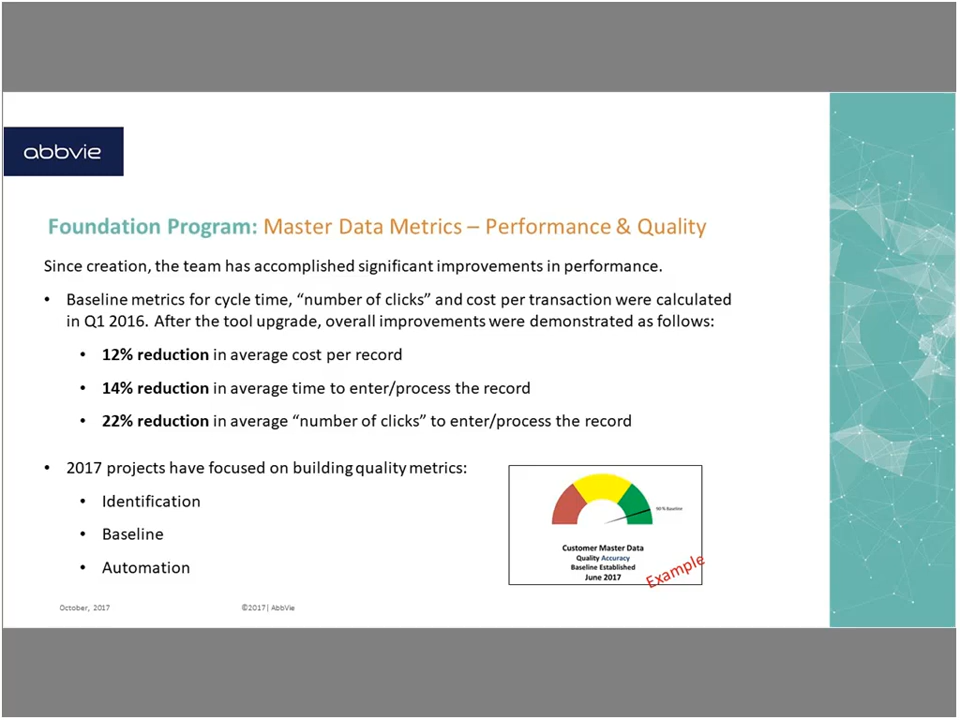 abbvie
Foundation Program: Master Data Metrics – Performance & Quality
Since creation, the team has accomplished significant improvements in performance.
• Baseline metrics for cycle time, “number of clicks” and cost per transaction were calculated
in Q1 2016. After the tool upgrade, overall improvements were demonstrated as follows:
• 12% reduction in average cost per record
• 14% reduction in average time to enter/process the record
• 22% reduction in average “number of clicks” to enter/process the record
• 2017 projects have focused on building quality metrics:
• Identification
• Baseline
• Automation
Customer Master Data
Quality Accuracy
Baseline Established
June 2017
Example
October, 2017
©2017| AbbVie